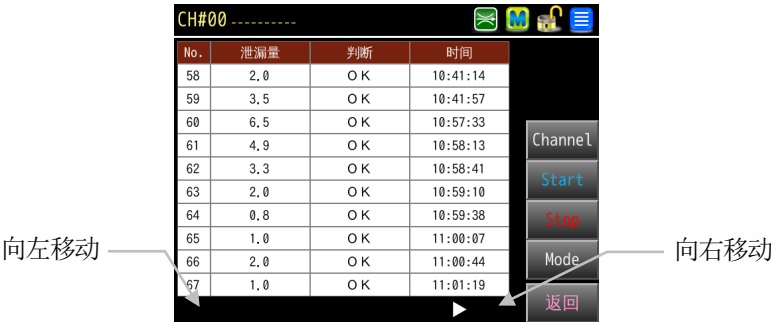 CH#00 ----------
M
No. 泄漏量 判断 时间
58 2.0 OK 10:41:14
59 3.5 OK 10:41:57
60 6.5 OK 10:57:33
61 4.9 OK 10:58:13
62 3.3 OK 10:58:41
63 2.0 OK 10:59:10
64 0.8 OK 10:59:38
65 1.0 OK 11:00:07
66 2.0 OK 11:00:44
67 1.0 OK 11:01:19
Channel
Start
Stop
Mode
返回
向左移动
向右移动